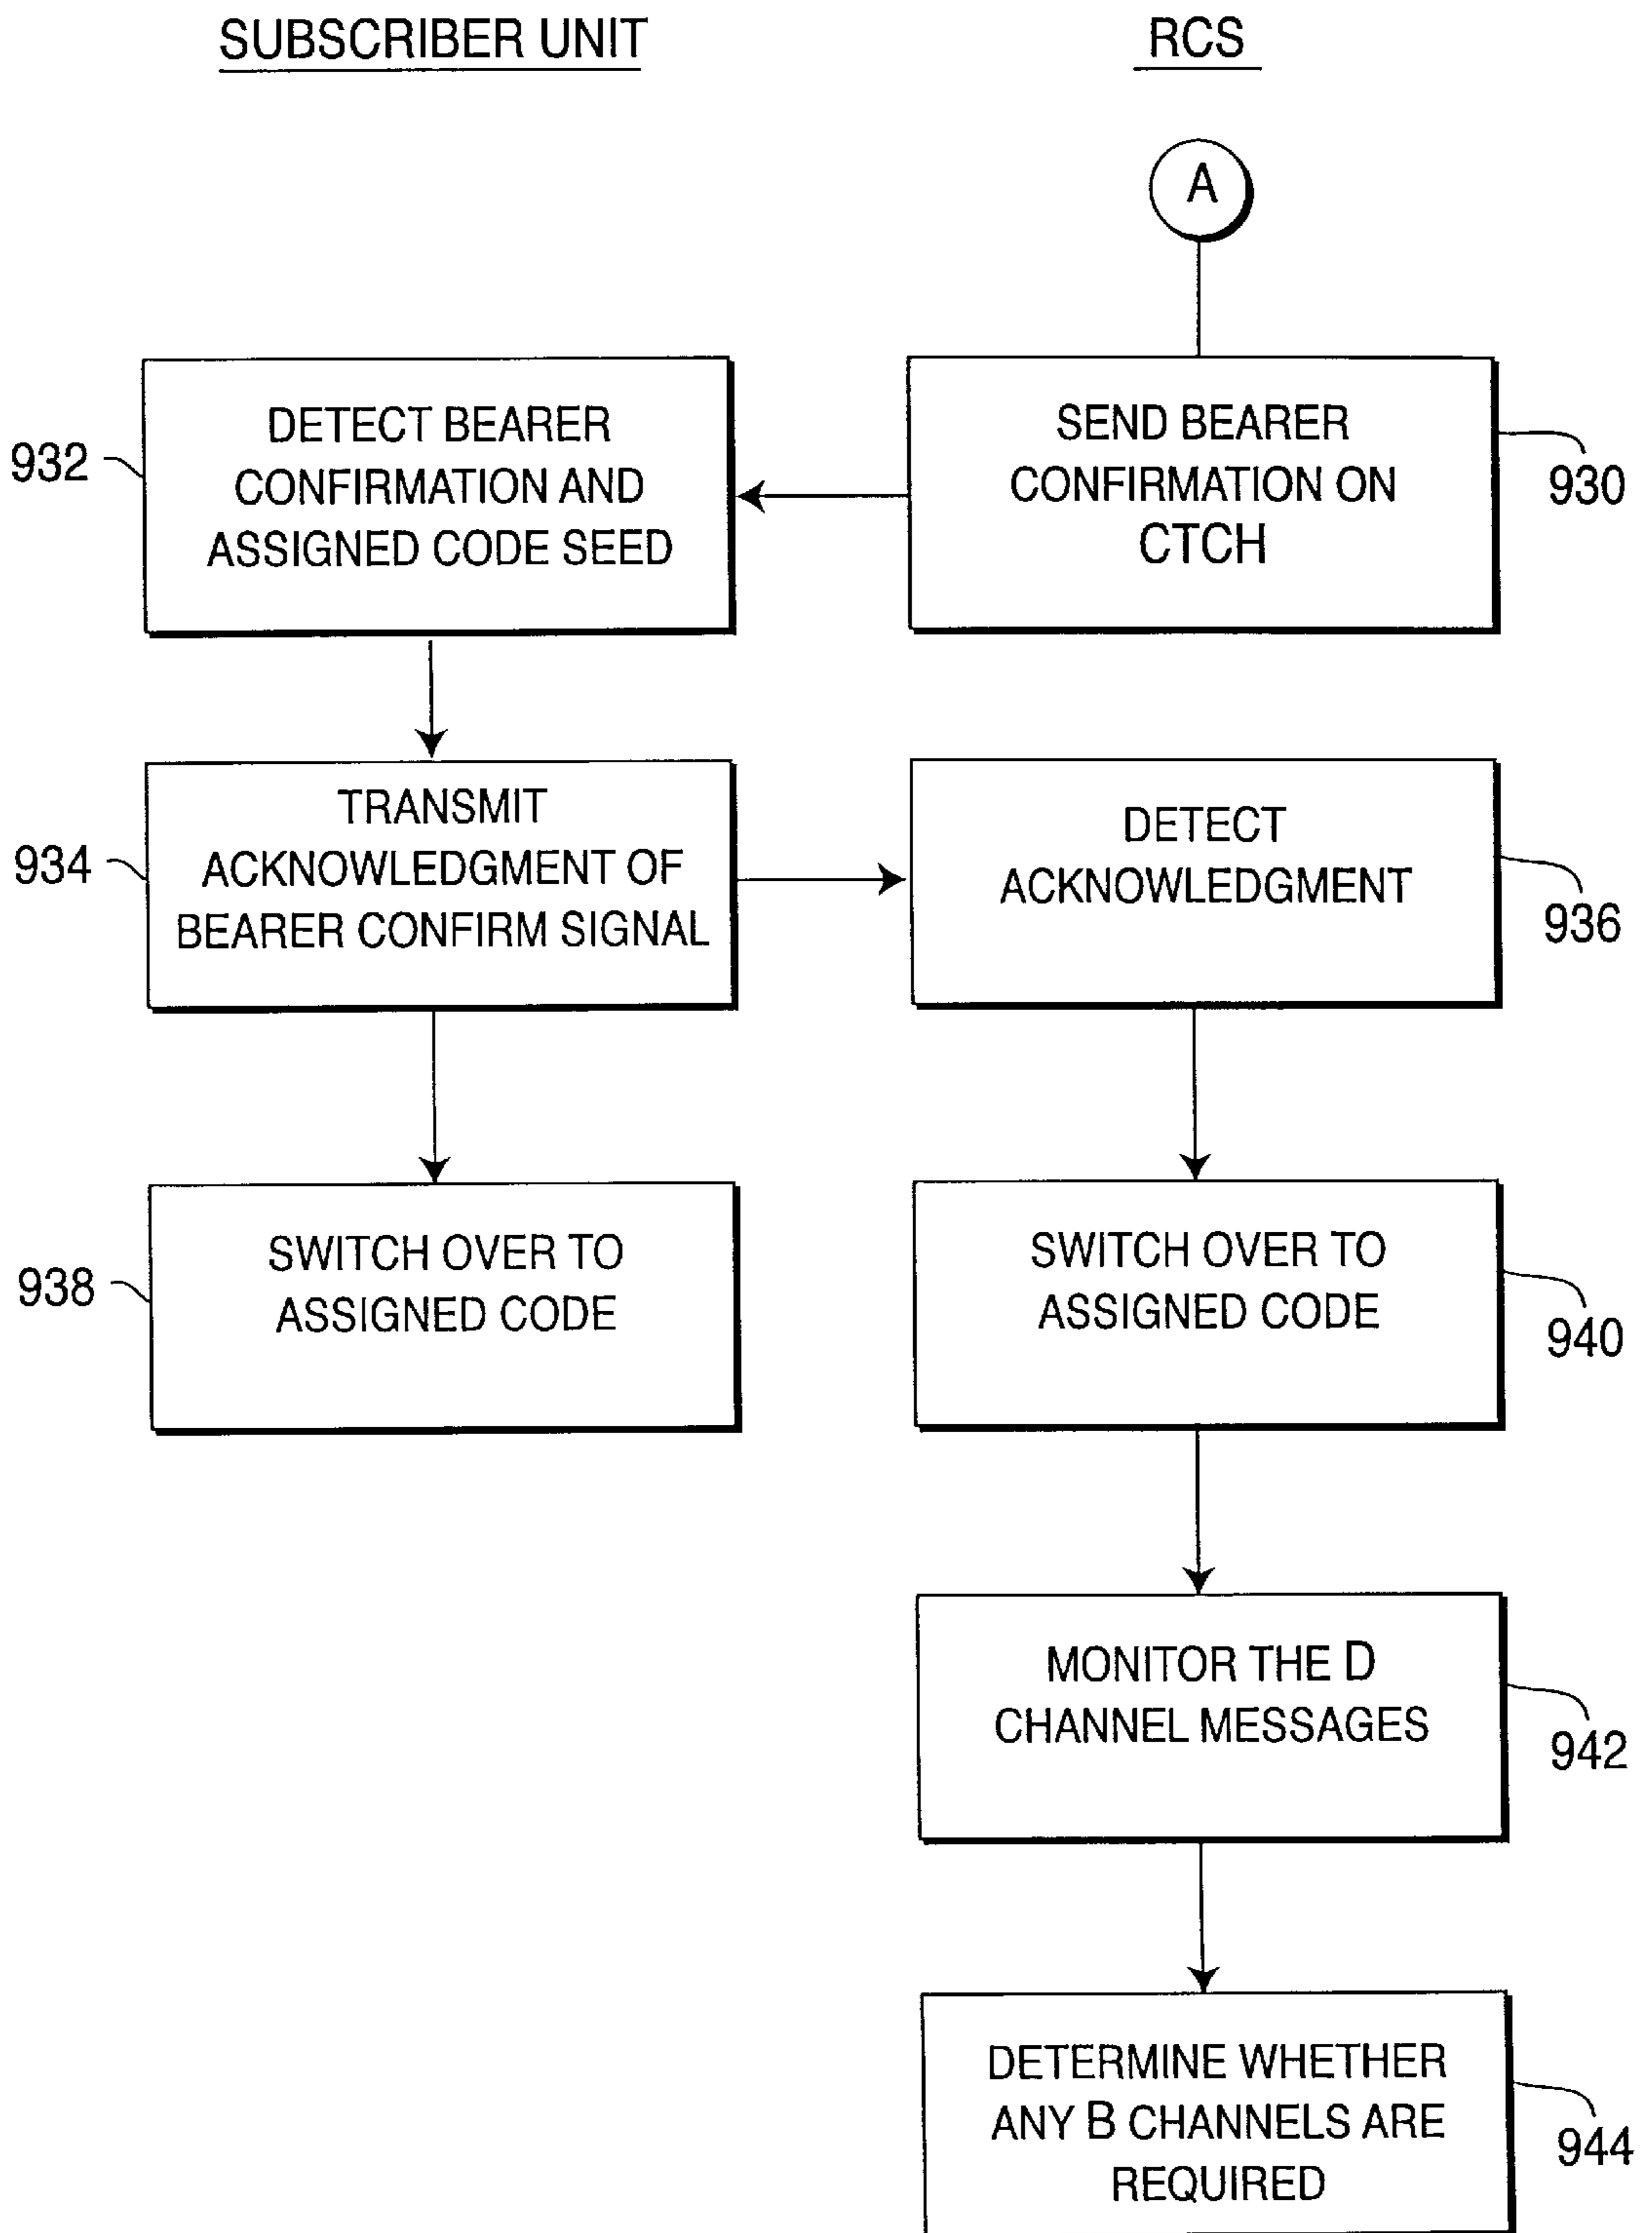 SUBSCRIBER UNIT
RCS
A
932
DETECT BEARER
CONFIRMATION AND
ASSIGNED CODE SEED
SEND BEARER
CONFIRMATION ON
CTCH
930
934
TRANSMIT
ACKNOWLEDGMENT OF
BEARER CONFIRM SIGNAL
DETECT
ACKNOWLEDGMENT
936
938
SWITCH OVER TO
ASSIGNED CODE
SWITCH OVER TO
ASSIGNED CODE
940
MONITOR THE D
CHANNEL MESSAGES
942
DETERMINE WHETHER
ANY B CHANNELS ARE
REQUIRED
944